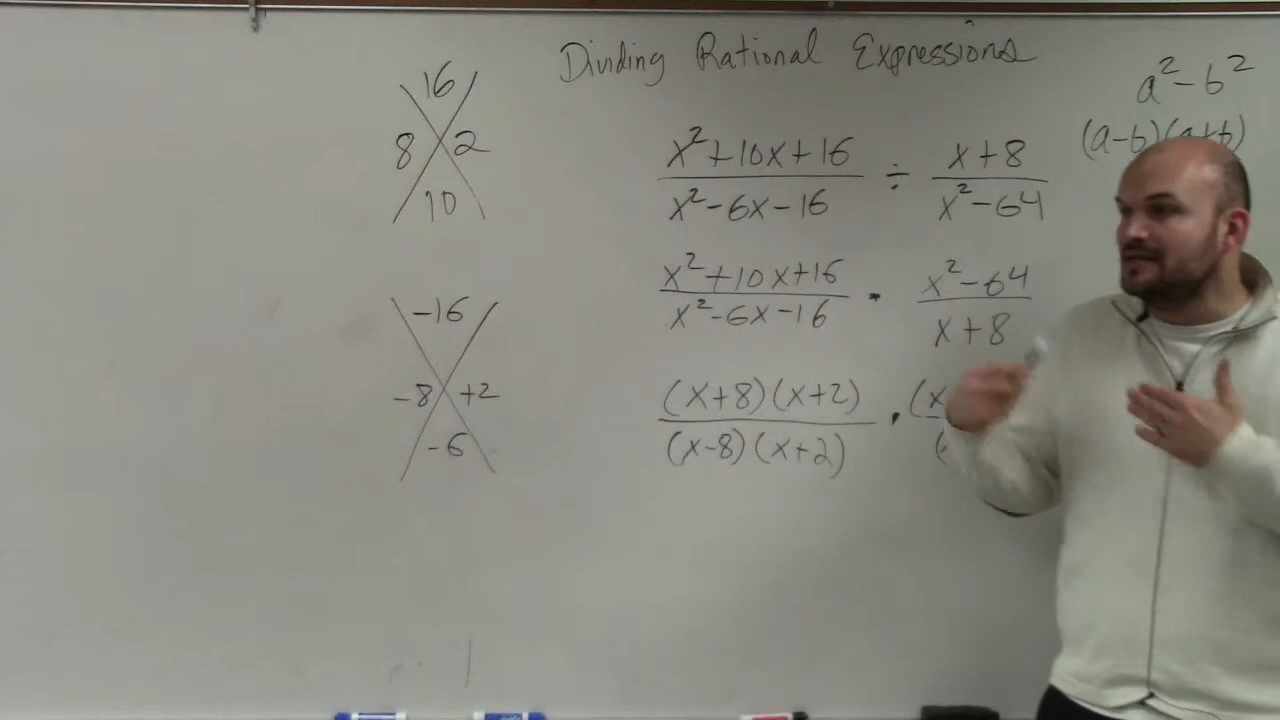 Dividing Rational Expressions
a² - b²
(a-b)(a+b)
16
8 2
10
-16
-8 +2
-6
x²+10x+16 / x²-6x-16 ÷ x+8 / x²-64
x²+10x+16 / x²-6x-16 · x²-64 / x+8
(x+8)(x+2) / (x-8)(x+2) · (x / (